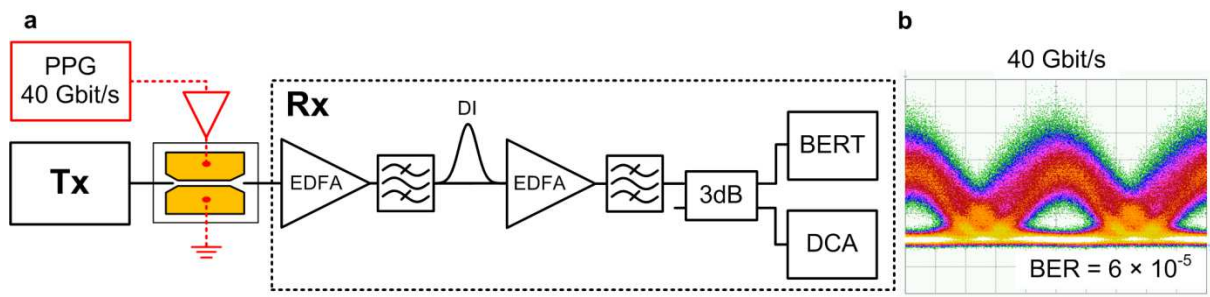 a
PPG
40 Gbit/s
Tx
Rx
EDFA
DI
EDFA
3dB
BERT
DCA
b
40 Gbit/s
BER = 6 × 10⁻⁵